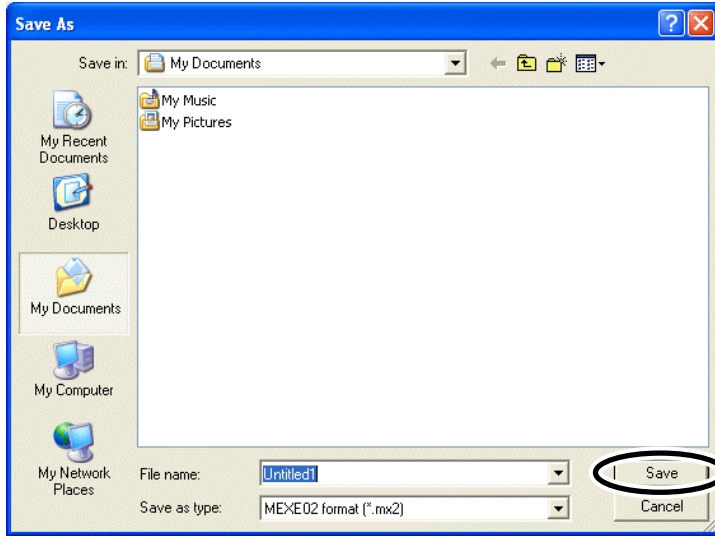 Save As
Save in: My Documents
My Music
My Pictures
My Recent
Documents
Desktop
My Documents
My Computer
My Network
Places
File name: Untitled1 Save
Save as type: MEXE02 format (*.mx2) Cancel